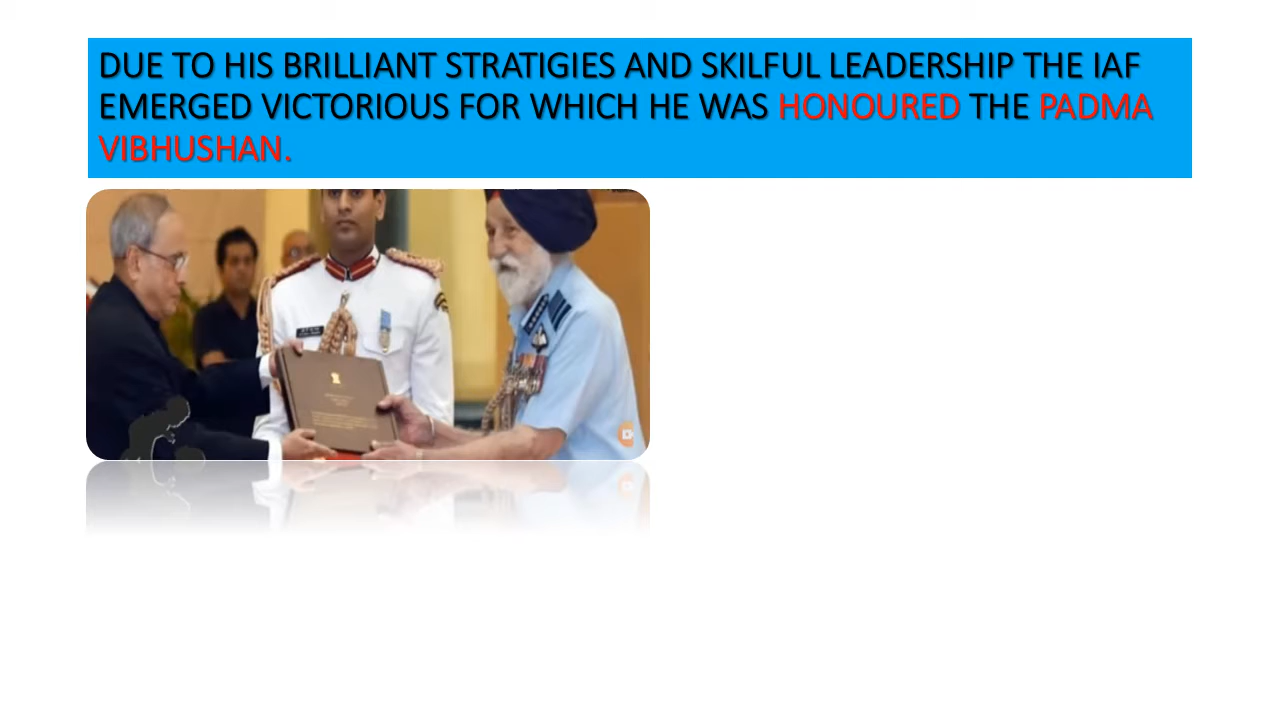 DUE TO HIS BRILLIANT STRATIGIES AND SKILFUL LEADERSHIP THE IAF
EMERGED VICTORIOUS FOR WHICH HE WAS HONOURED THE PADMA
VIBHUSHAN.